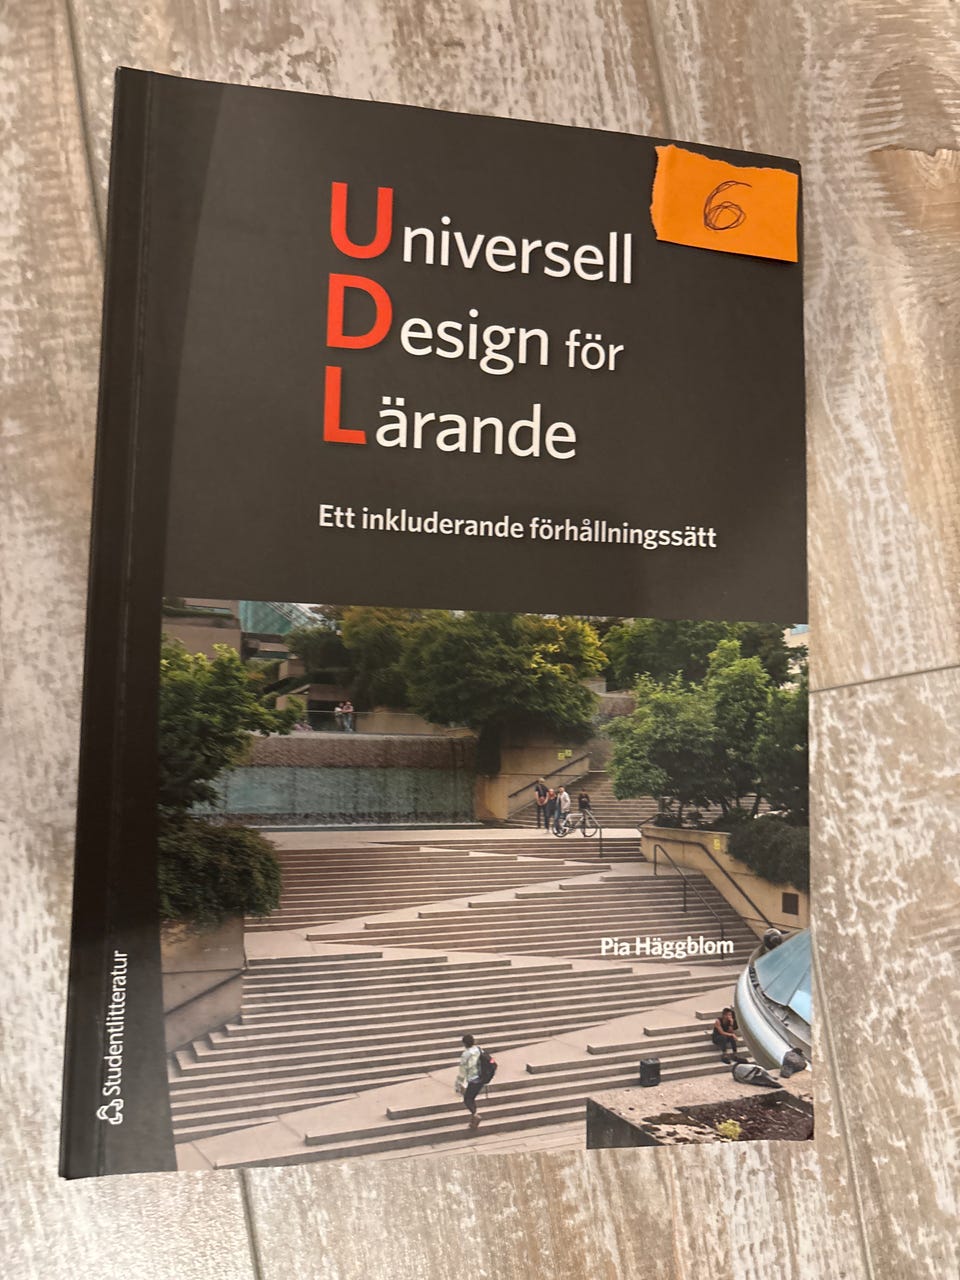 6
Universell
Design för
Lärande
Ett inkluderande förhållningssätt
Pia Häggblom
Studentlitteratur